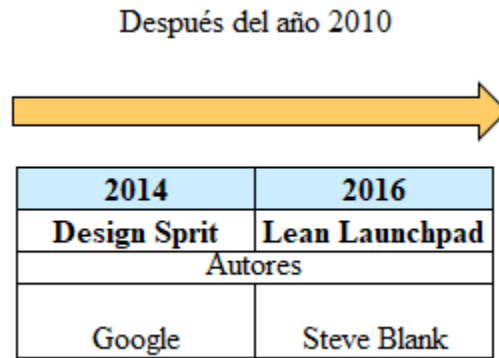 Después del año 2010
2014 2016
Design Sprit Lean Launchpad
Autores
Google Steve Blank